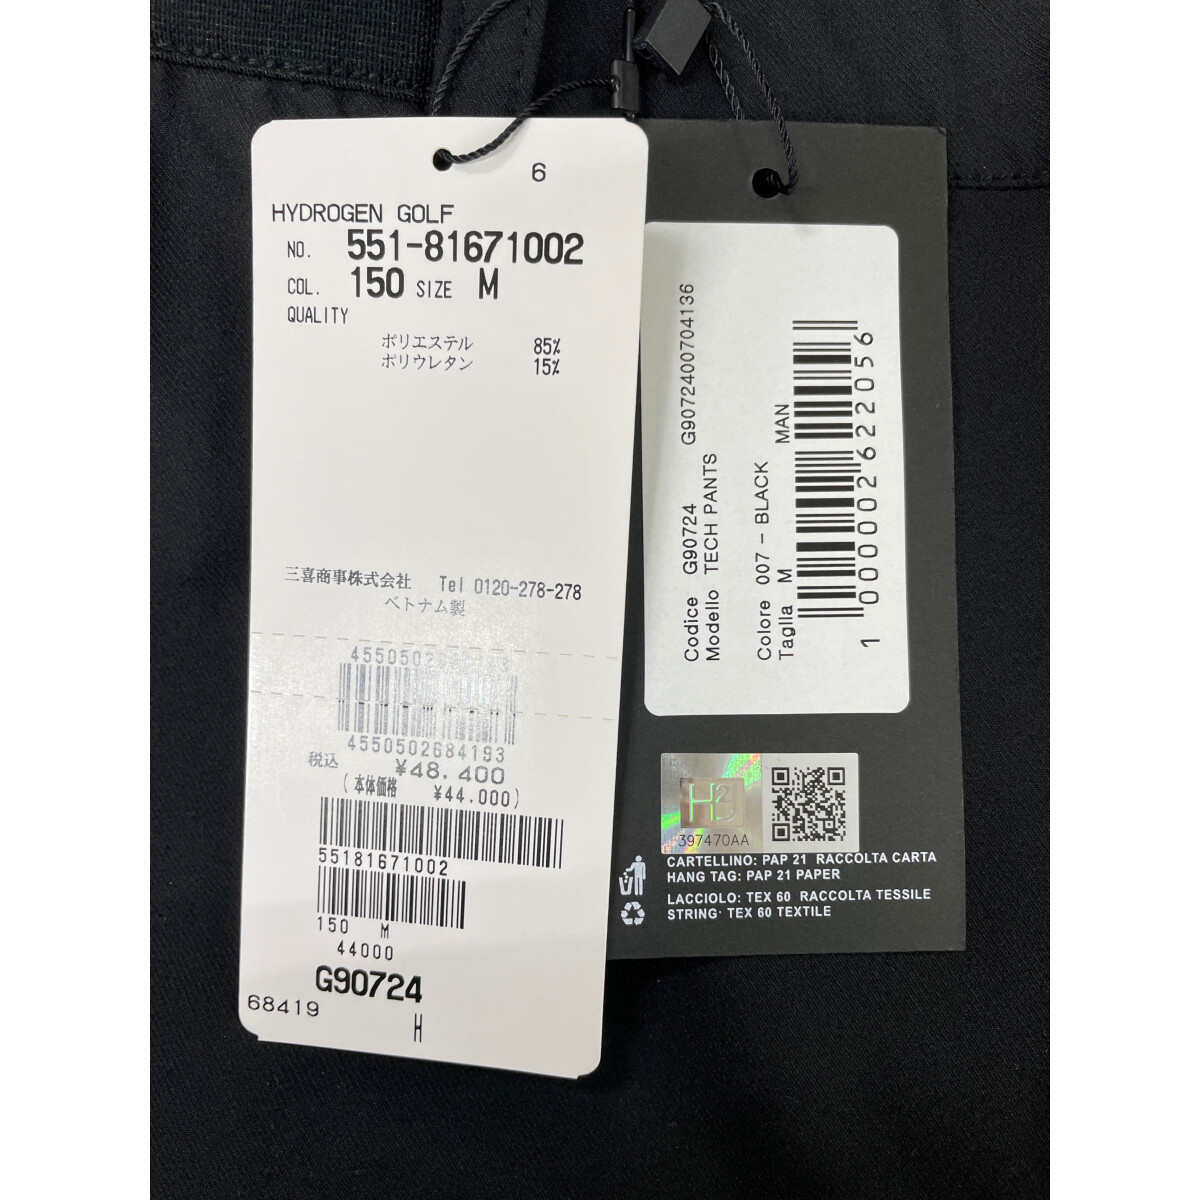 6
HYDROGEN GOLF
NO. 551-81671002
COL. 150 SIZE M
QUALITY
ポリエステル 85%
ポリウレタン 15%
三喜商事株式会社 Tel 0120-278-278
ベトナム製
4550502684193
4550502684193
税込 ¥48,400
(本体価格 ¥44,000)
55181671002
150 M
44000
G90724
68419
H
Codice G90724 G9072400704136
Modello TECH PANTS
Colore 007 - BLACK MAN
Taglia M
1000002622056
H2
397470AA
CARTELLINO: PAP 21 RACCOLTA CARTA
HANG TAG: PAP 21 PAPER
LACCIOLO: TEX 60 RACCOLTA TESSILE
STRING: TEX 60 TEXTILE